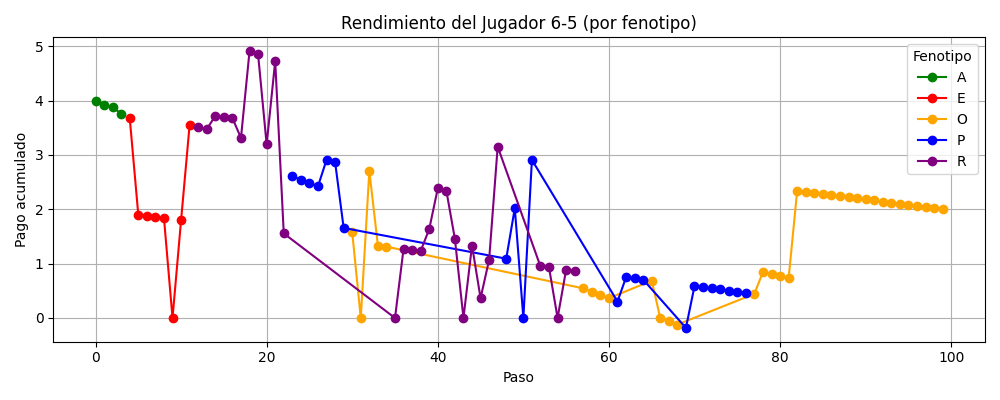 Rendimiento del Jugador 6-5 (por fenotipo)
Pago acumulado
5
4
3
2
1
0
0 20 40 60 80 100
Paso
Fenotipo
A
E
O
P
R